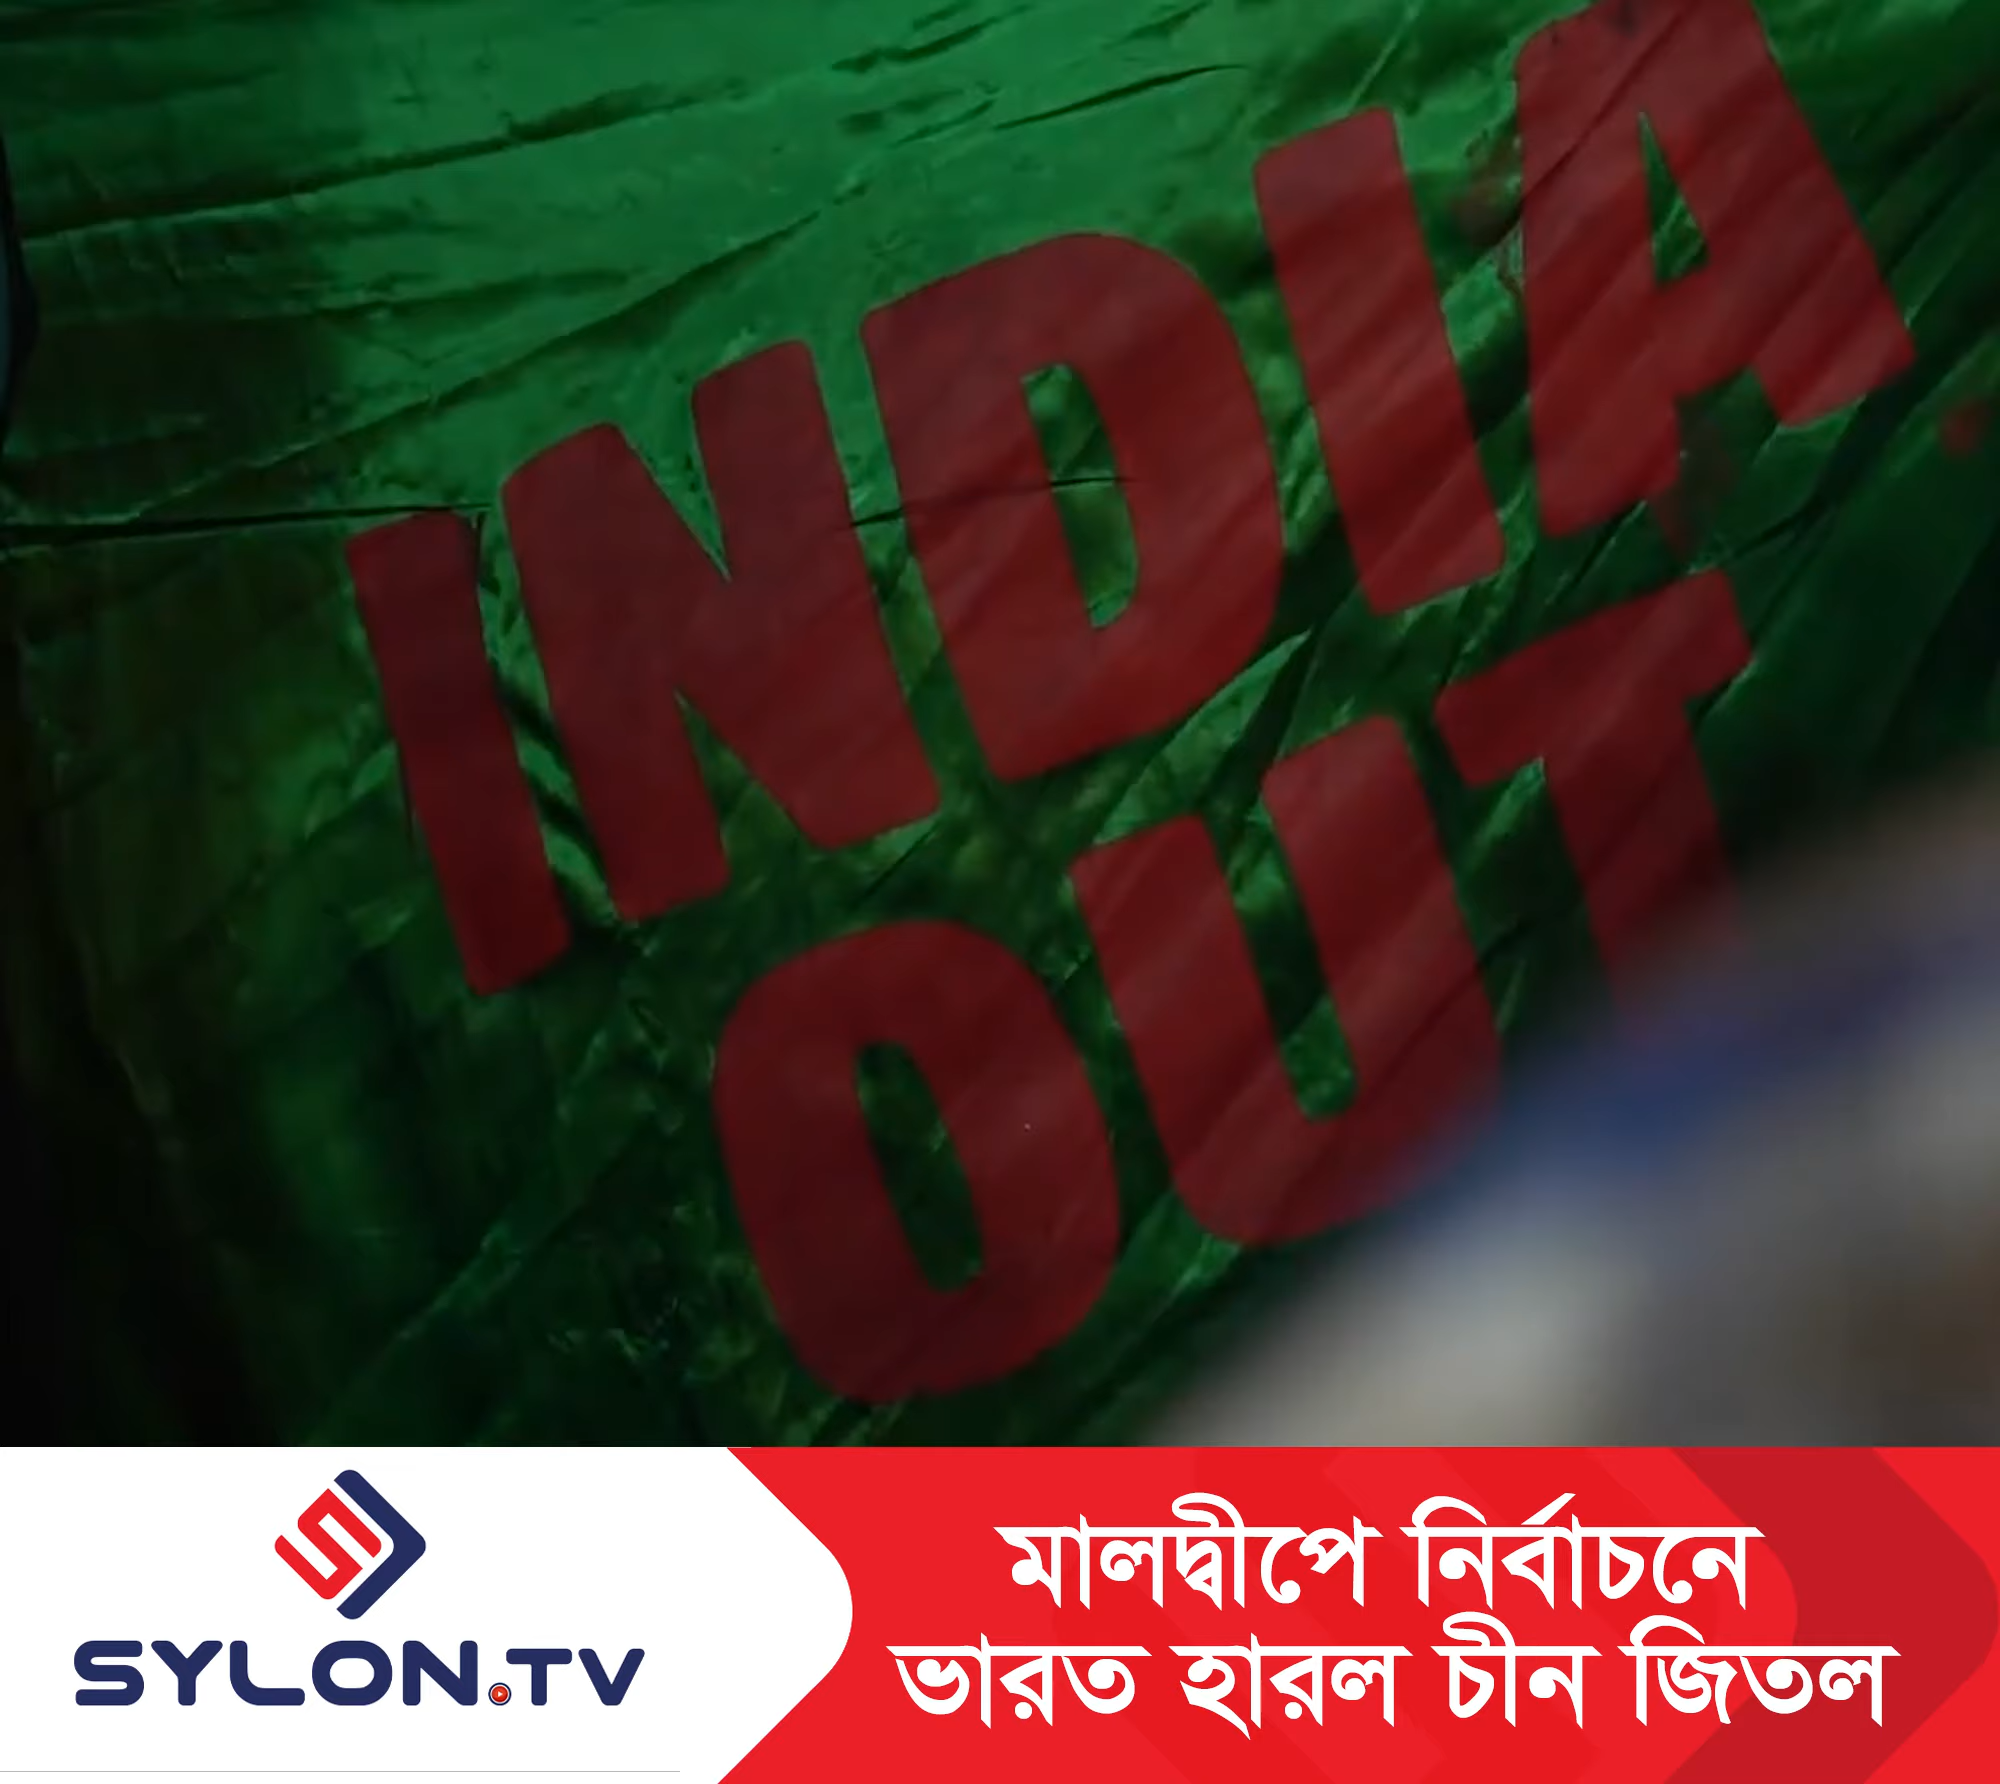 INDIA
OUT
SYLON.TV
মালদ্বীপে নির্বাচনে
ভারত হারল চীন জিতল